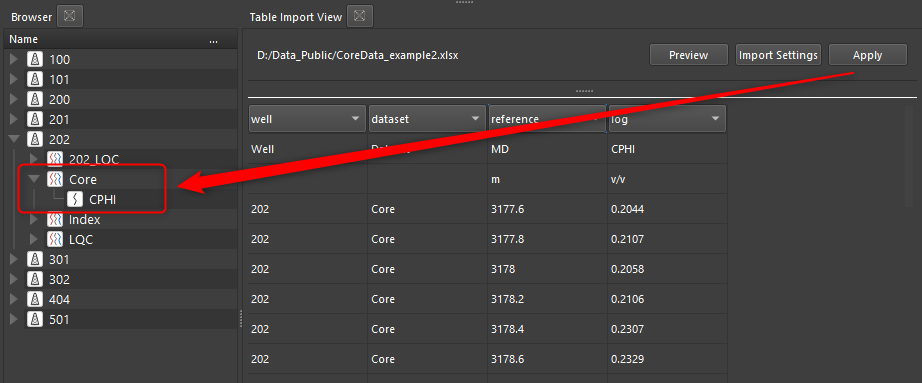 Browser
Name ...
100
101
200
201
202
202_LQC
Core
CPHI
Index
LQC
301
302
404
501
Table Import View
D:/Data_Public/CoreData_example2.xlsx
Preview Import Settings Apply
well dataset reference log
Well MD CPHI
m v/v
202 Core 3177.6 0.2044
202 Core 3177.8 0.2107
202 Core 3178 0.2058
202 Core 3178.2 0.2106
202 Core 3178.4 0.2307
202 Core 3178.6 0.2329